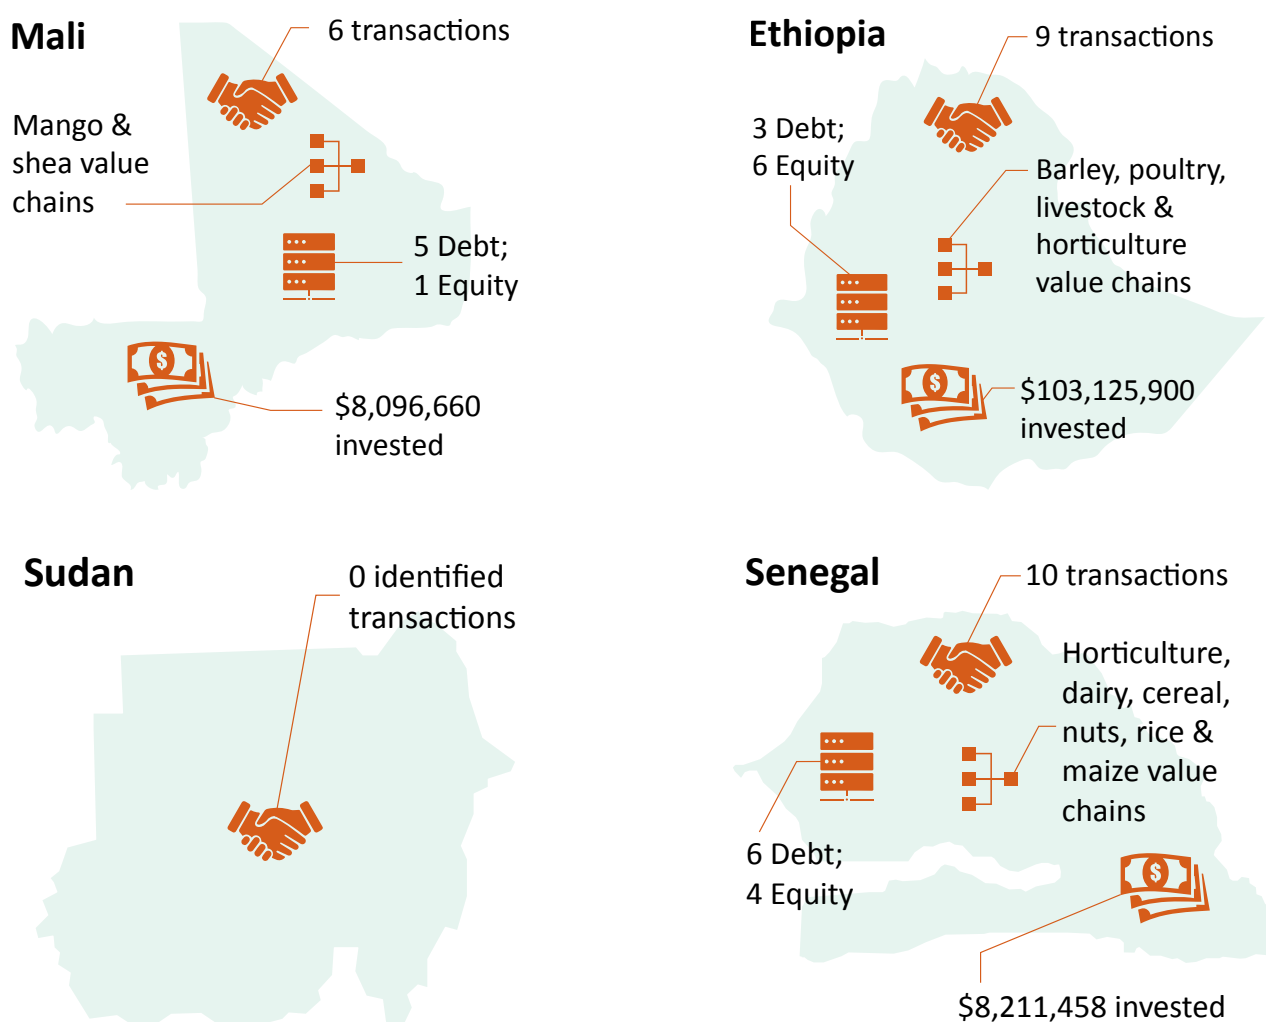 Mali
6 transactions
Mango &
shea value
chains
5 Debt;
1 Equity
$8,096,660
invested
Ethiopia
9 transactions
3 Debt;
6 Equity
Barley, poultry,
livestock &
horticulture
value chains
$103,125,900
invested
Sudan
0 identified
transactions
Senegal
10 transactions
Horticulture,
dairy, cereal,
nuts, rice &
maize value
chains
6 Debt;
4 Equity
$8,211,458 invested